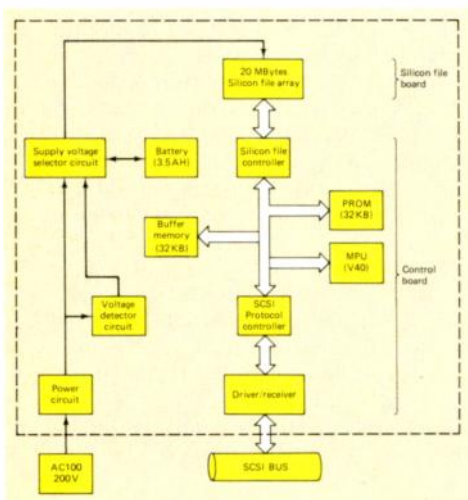 20 MBytes
Silicon file array
Silicon file
board
Supply voltage
selector circuit
Battery
(3.5AH)
Silicon file
controller
PROM
(32KB)
Buffer
memory
(32KB)
MPU
(V40)
Control
board
Voltage
detector
circuit
SCSI
Protocol
controller
Power
circuit
Driver/receiver
AC100
200V
SCSI BUS